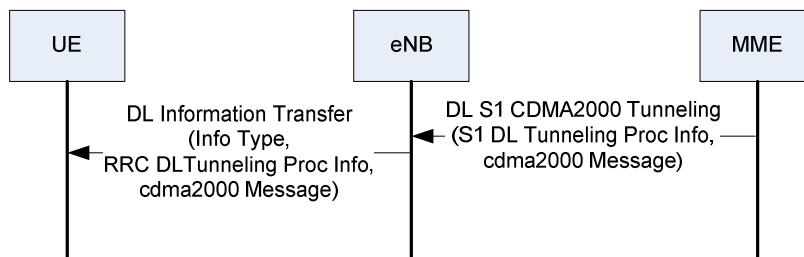 UE
eNB
MME
DL Information Transfer
(Info Type,
RRC DLTunneling Proc Info,
cdma2000 Message)
DL S1 CDMA2000 Tunneling
(S1 DL Tunneling Proc Info,
cdma2000 Message)